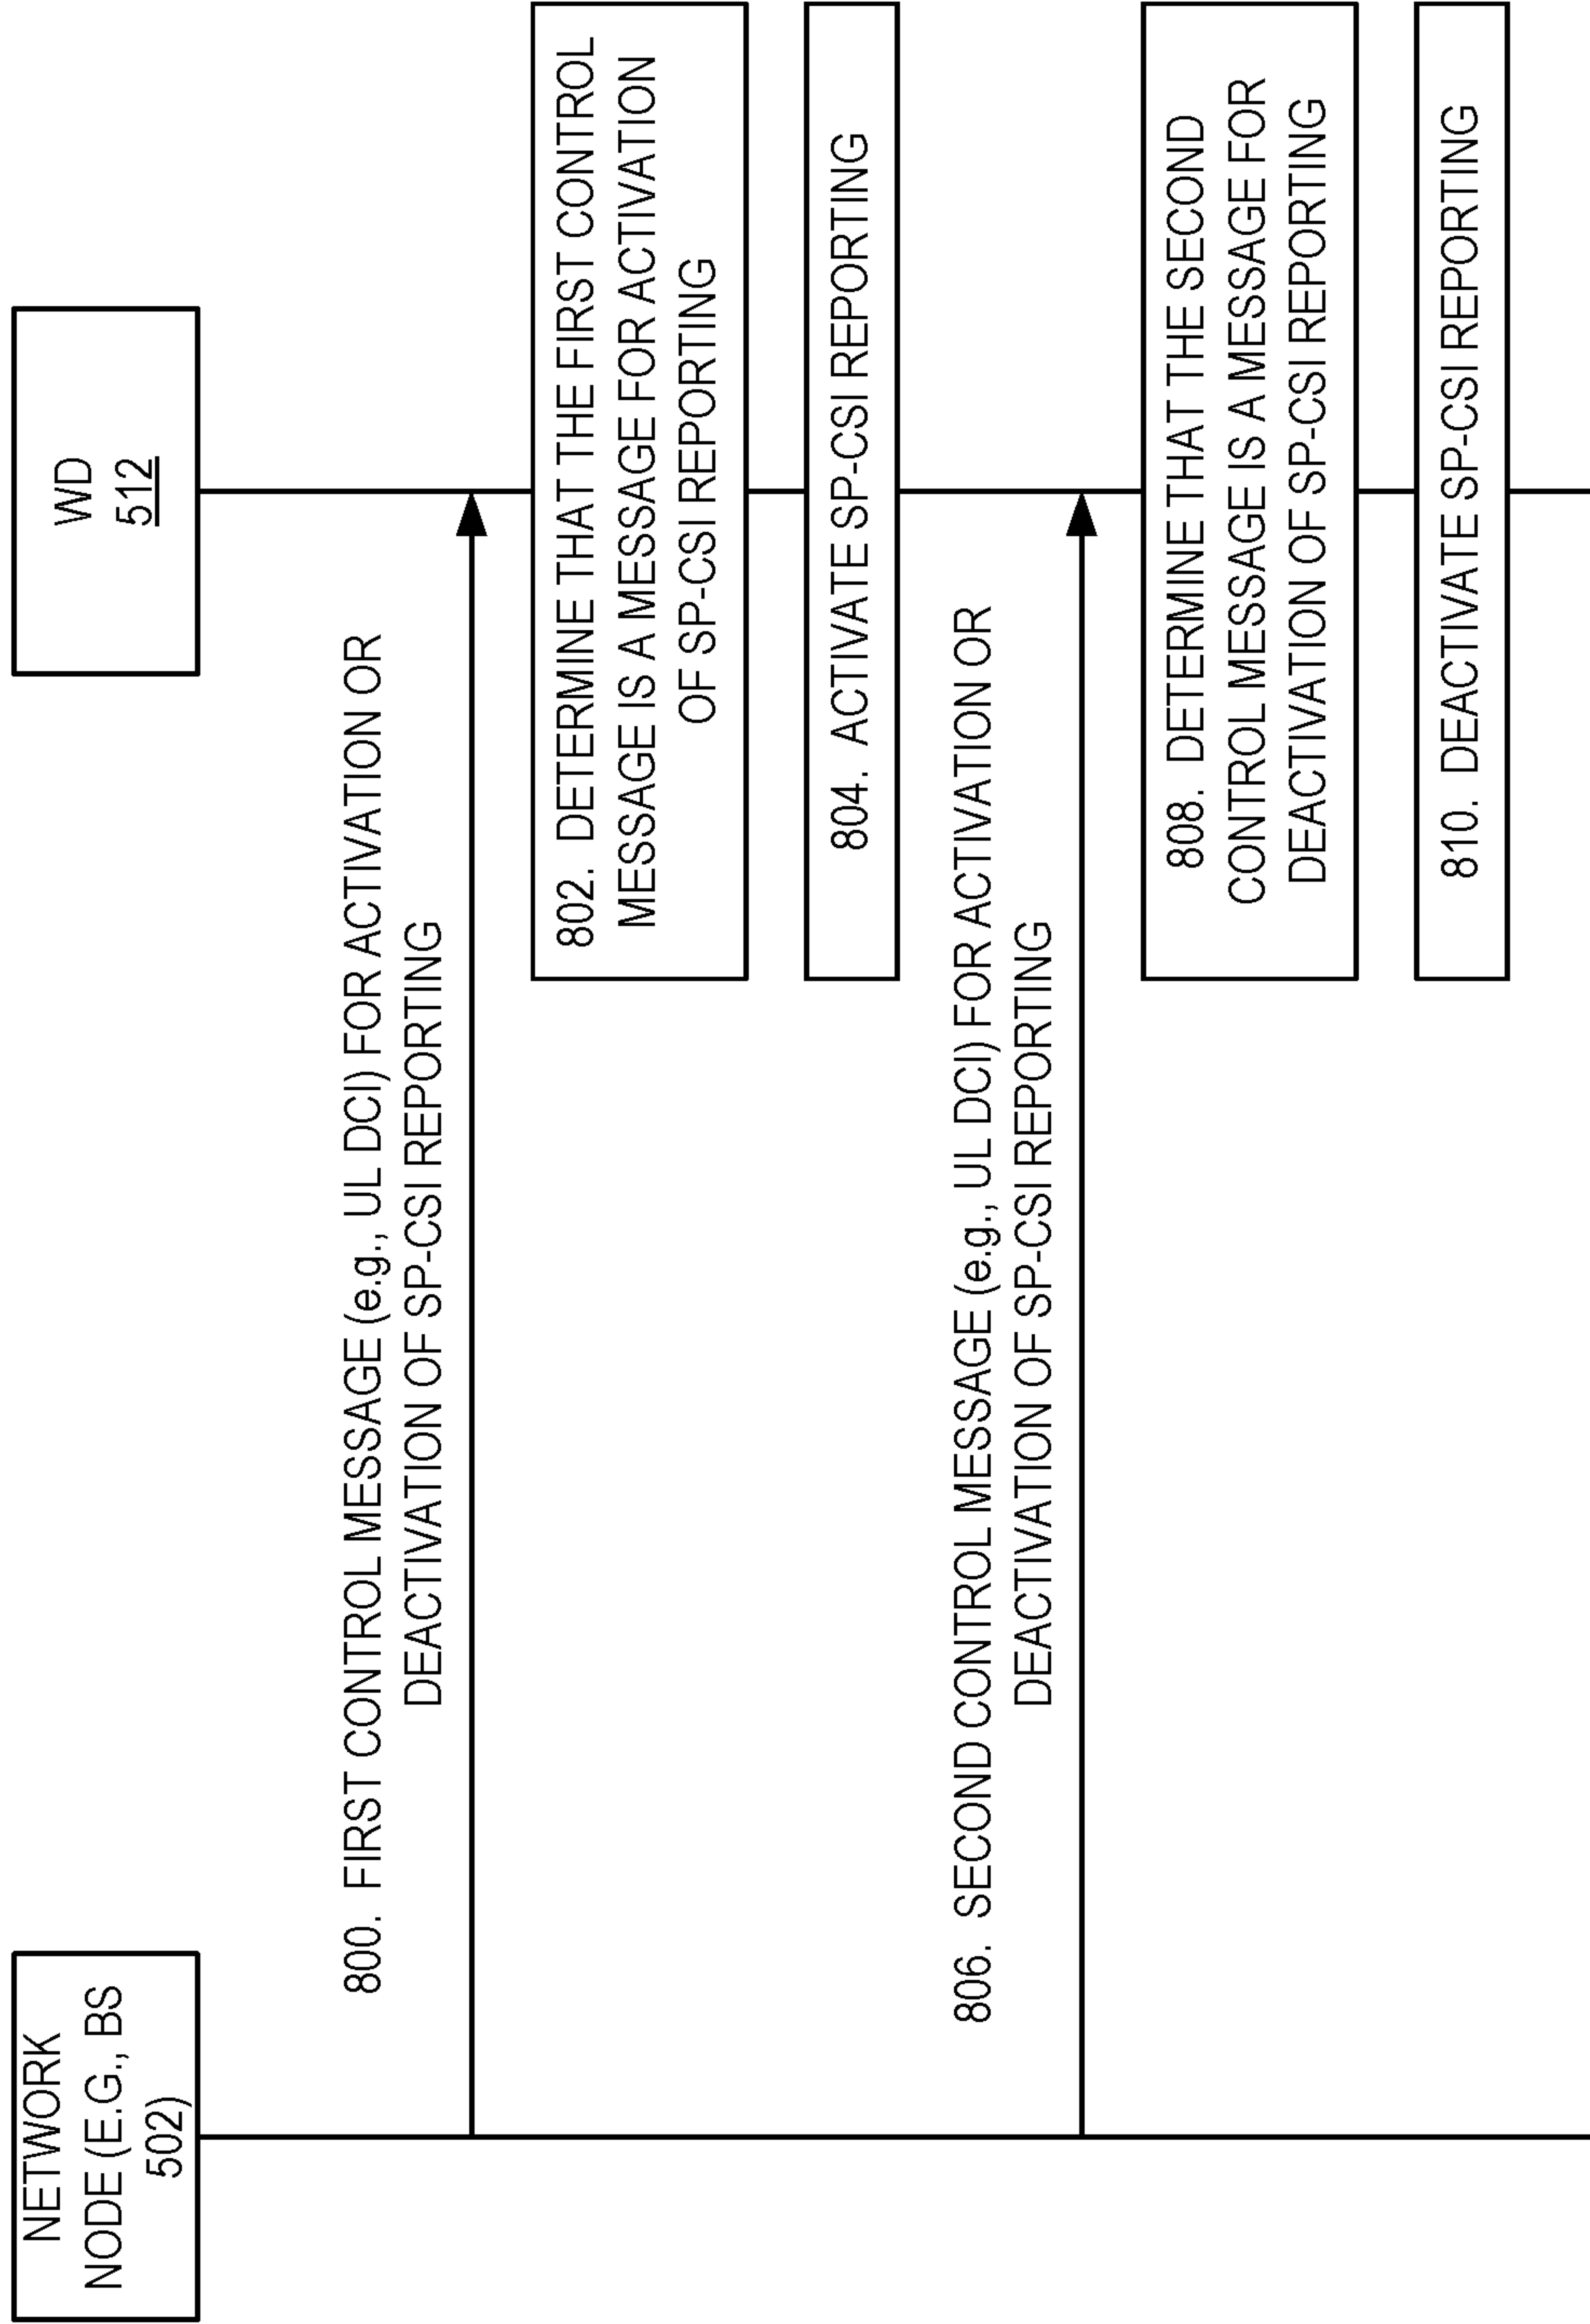 NETWORK
NODE (E.G., BS
502)
WD
512
800. FIRST CONTROL MESSAGE (e.g., UL DCI) FOR ACTIVATION OR
DEACTIVATION OF SP-CSI REPORTING
802. DETERMINE THAT THE FIRST CONTROL
MESSAGE IS A MESSAGE FOR ACTIVATION
OF SP-CSI REPORTING
804. ACTIVATE SP-CSI REPORTING
806. SECOND CONTROL MESSAGE (e.g., UL DCI) FOR ACTIVATION OR
DEACTIVATION OF SP-CSI REPORTING
808. DETERMINE THAT THE SECOND
CONTROL MESSAGE IS A MESSAGE FOR
DEACTIVATION OF SP-CSI REPORTING
810. DEACTIVATE SP-CSI REPORTING